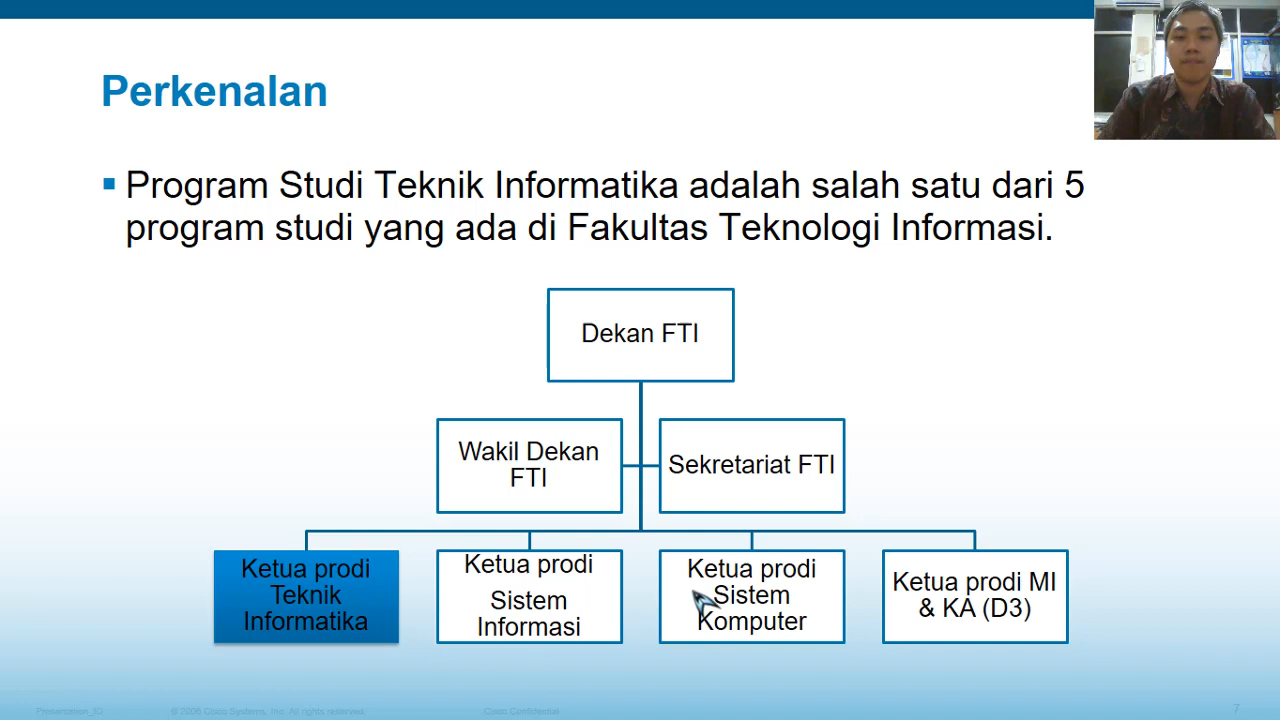 Perkenalan
Program Studi Teknik Informatika adalah salah satu dari 5
program studi yang ada di Fakultas Teknologi Informasi.
Dekan FTI
Wakil Dekan
FTI
Sekretariat FTI
Ketua prodi
Teknik
Informatika
Ketua prodi
Sistem
Informasi
Ketua prodi
Sistem
Komputer
Ketua prodi MI
& KA (D3)
Presentation_ID
© 2006 Cisco Systems, Inc. All rights reserved.
Cisco Confidential
7